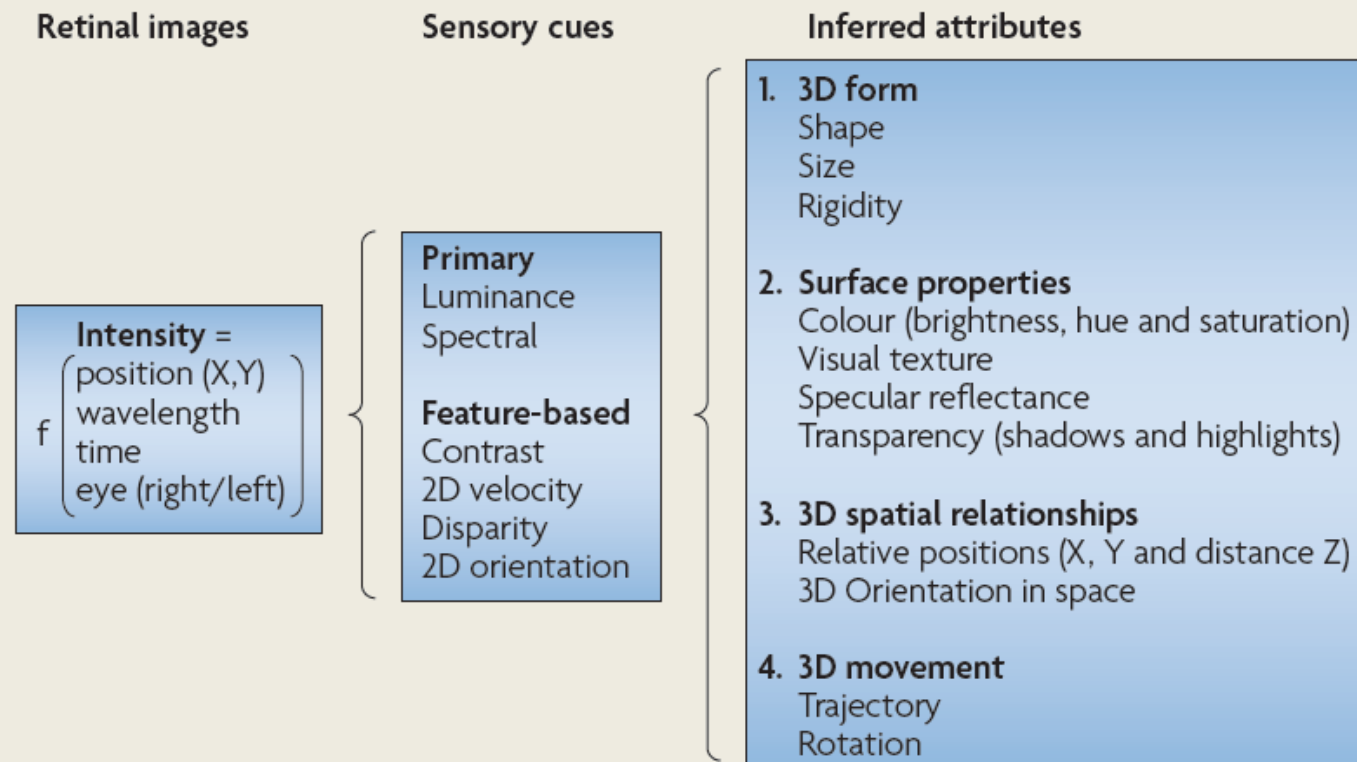 Retinal images
Sensory cues
Inferred attributes
Intensity =
f
position (X,Y)
wavelength
time
eye (right/left)
Primary
Luminance
Spectral
Feature-based
Contrast
2D velocity
Disparity
2D orientation
1. 3D form
Shape
Size
Rigidity
2. Surface properties
Colour (brightness, hue and saturation)
Visual texture
Specular reflectance
Transparency (shadows and highlights)
3. 3D spatial relationships
Relative positions (X, Y and distance Z)
3D Orientation in space
4. 3D movement
Trajectory
Rotation